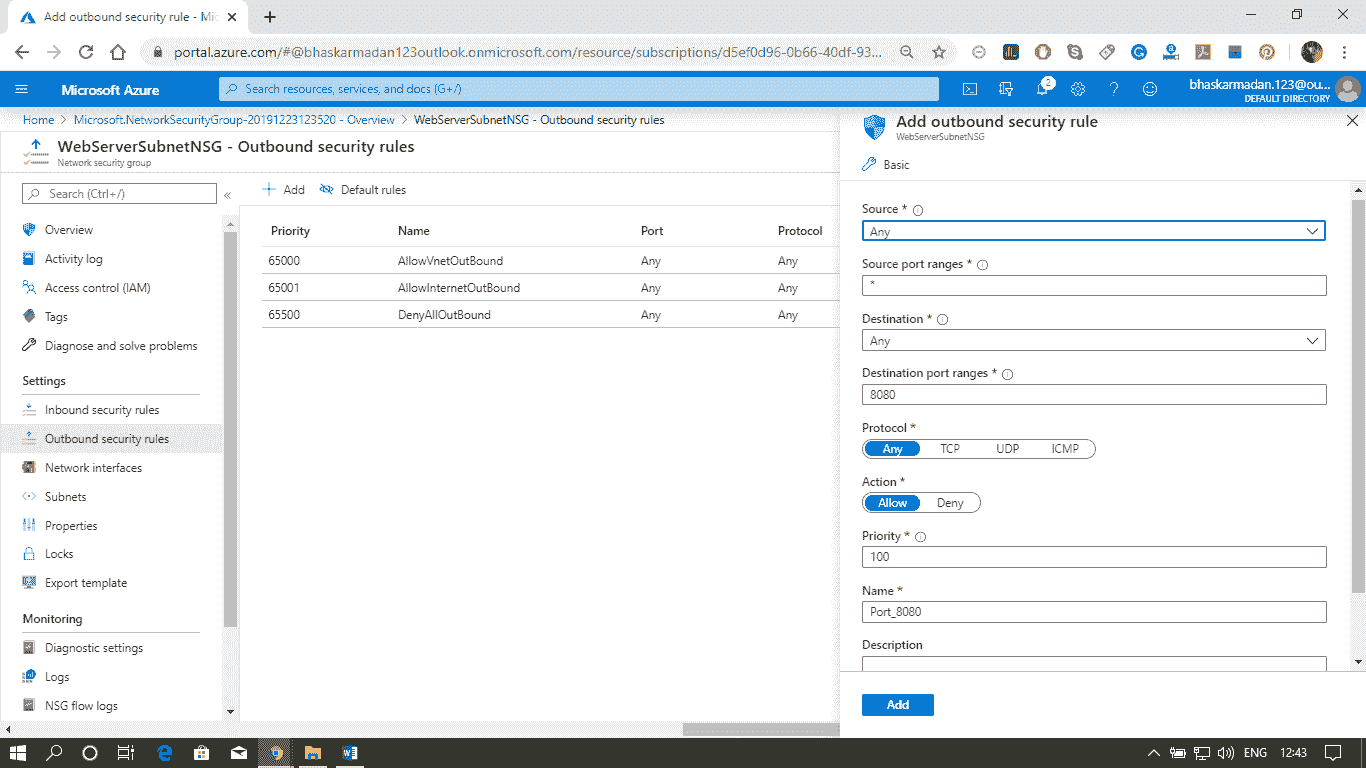 Add outbound security rule - Mic
portal.azure.com/#@bhaskarmadan123outlook.onmicrosoft.com/resource/subscriptions/d5ef0d96-0b66-40df-93...
Microsoft Azure
Search resources, services, and docs (G+/)
2
bhaskarmadan.123@ou...
DEFAULT DIRECTORY
Home > Microsoft.NetworkSecurityGroup-20191223123520 - Overview > WebServerSubnetNSG - Outbound security rules
WebServerSubnetNSG - Outbound security rules
Network security group
Search (Ctrl+/)
«
Overview
Activity log
Access control (IAM)
Tags
Diagnose and solve problems
Settings
Inbound security rules
Outbound security rules
Network interfaces
Subnets
Properties
Locks
Export template
Monitoring
Diagnostic settings
Logs
NSG flow logs
Add Default rules
Priority Name Port Protocol
65000 AllowVnetOutBound Any Any
65001 AllowInternetOutBound Any Any
65500 DenyAllOutBound Any Any
Add outbound security rule
WebServerSubnetNSG
Basic
Source *
Any
Source port ranges *
*
Destination *
Any
Destination port ranges *
8080
Protocol *
Any TCP UDP ICMP
Action *
Allow Deny
Priority *
100
Name *
Port_8080
Description
Add
ENG 12:43